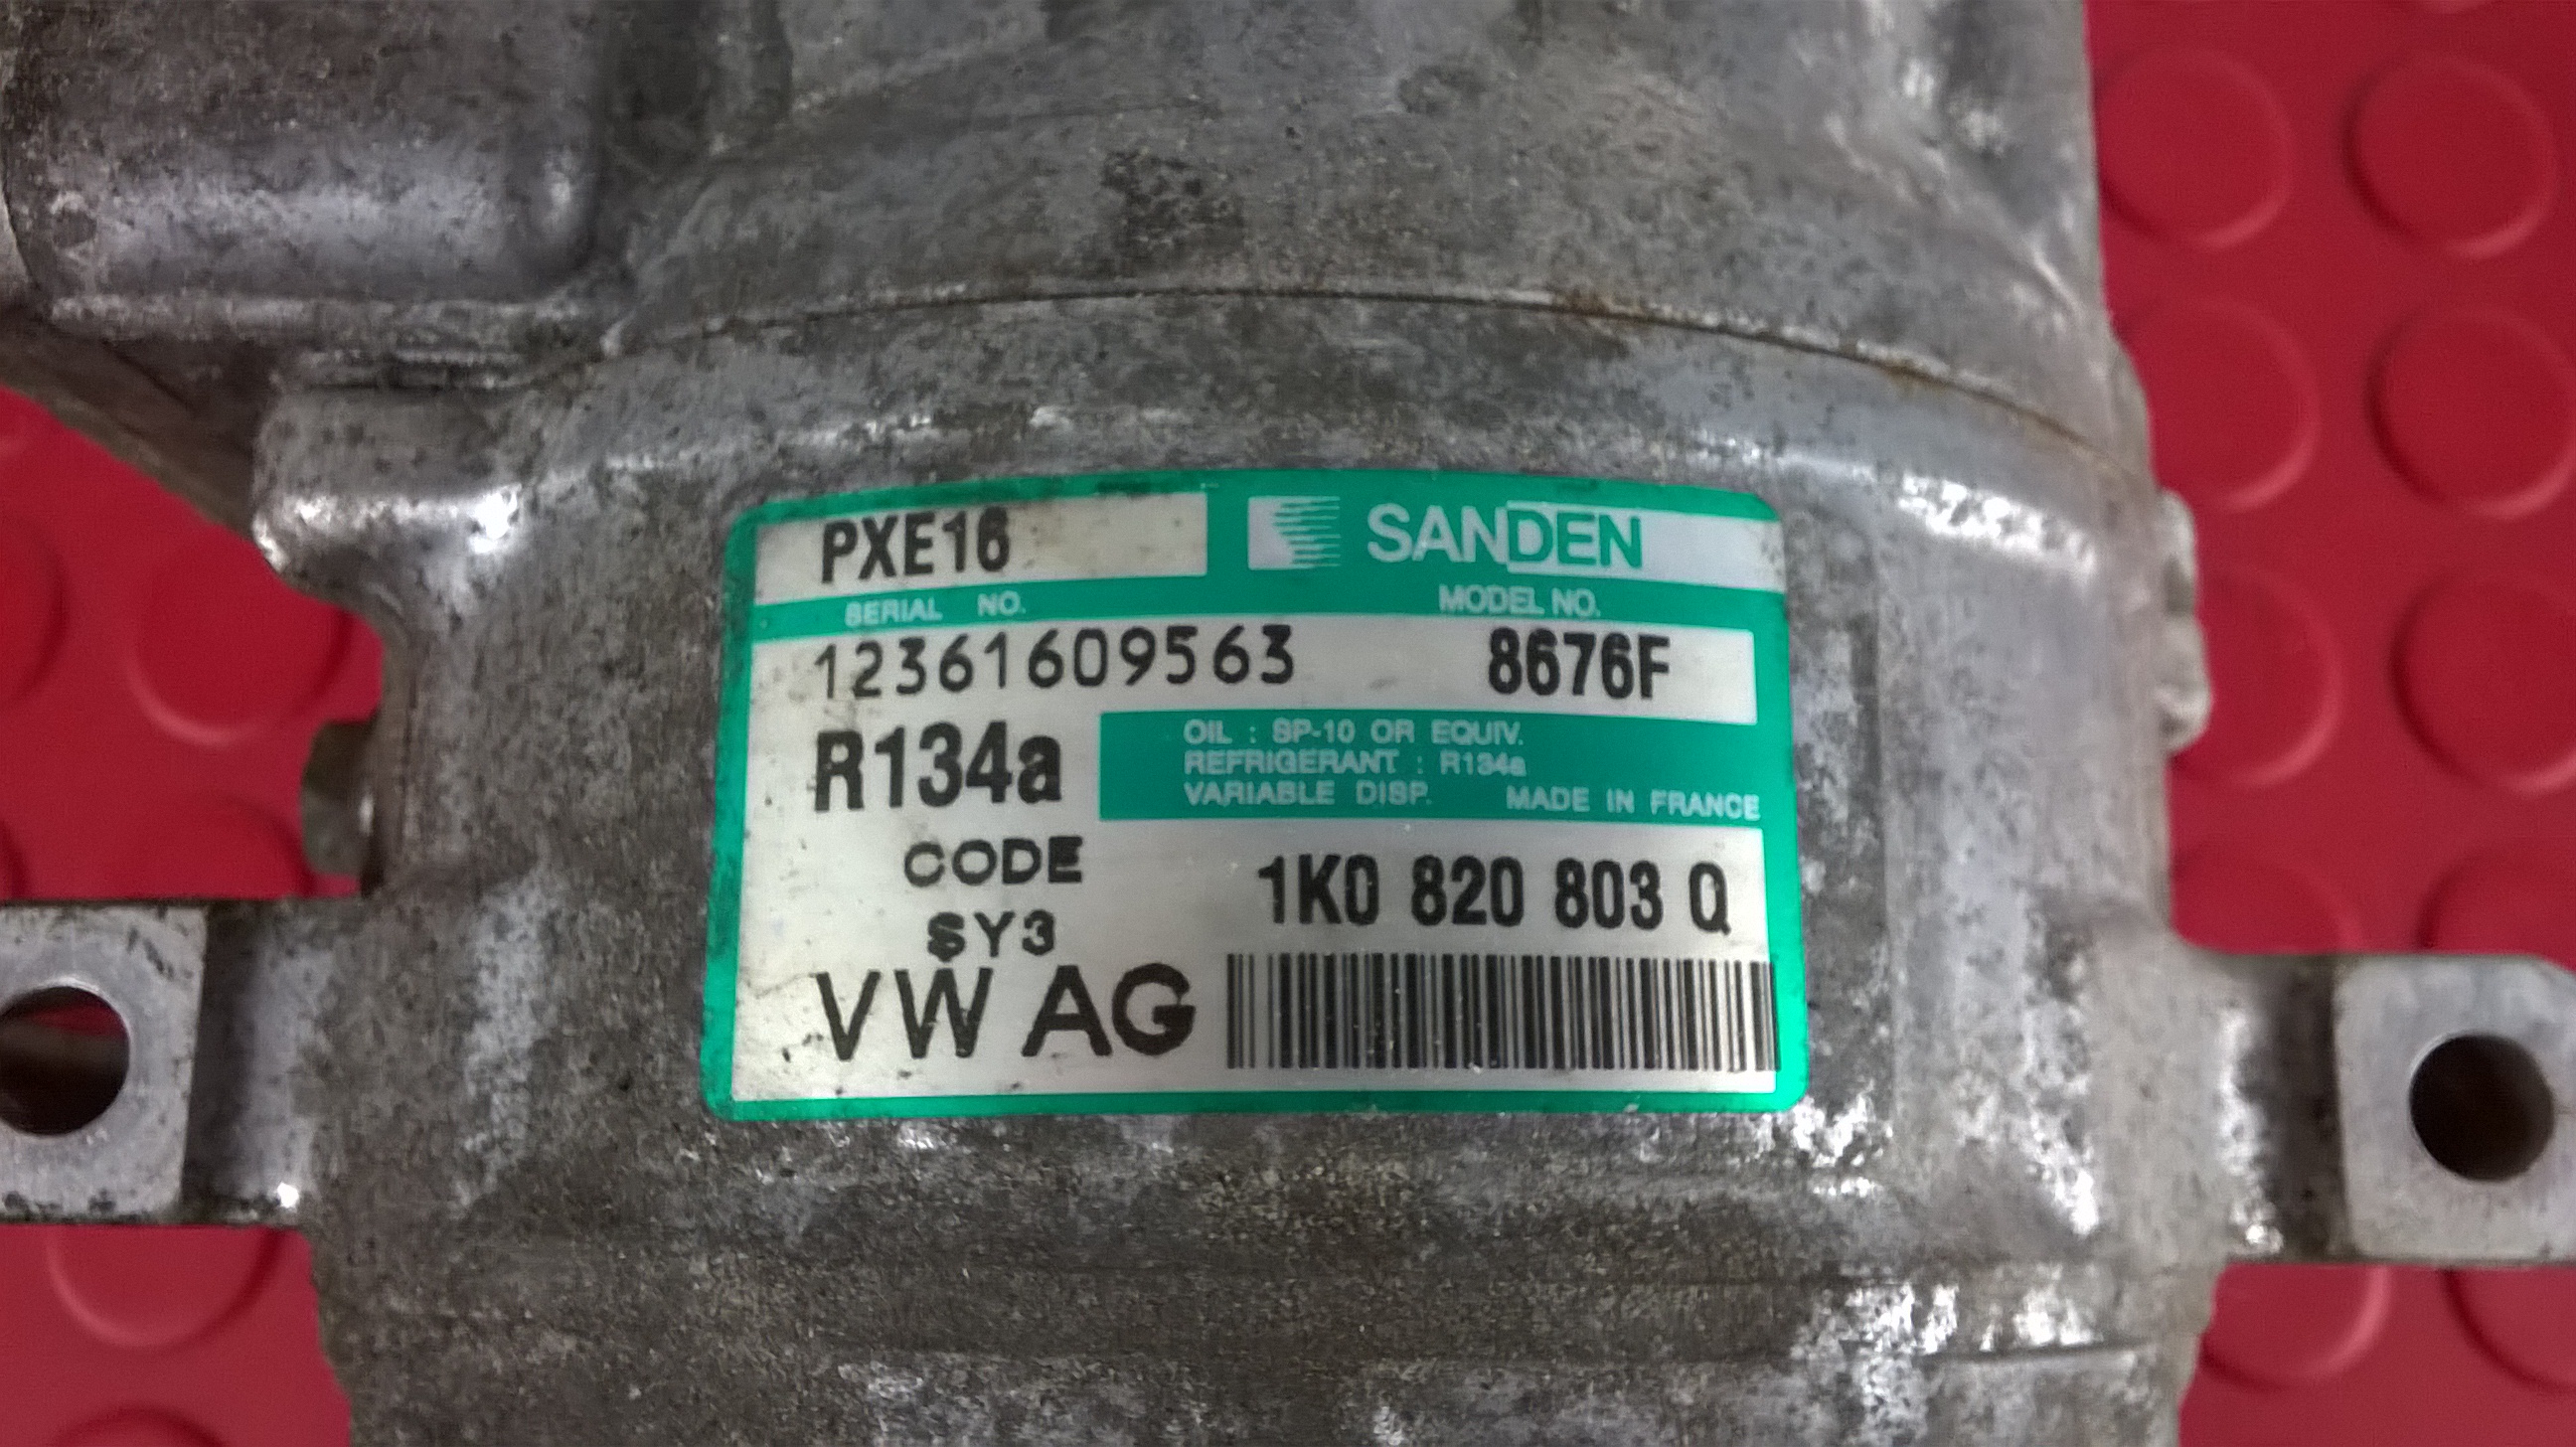 PXE16 SANDEN
SERIAL NO. MODEL NO.
12361609563 8676F
R134a
OIL : SP-10 OR EQUIV.
REFRIGERANT : R134a
VARIABLE DISP. MADE IN FRANCE
CODE
SY3
1K0 820 803 Q
VW AG